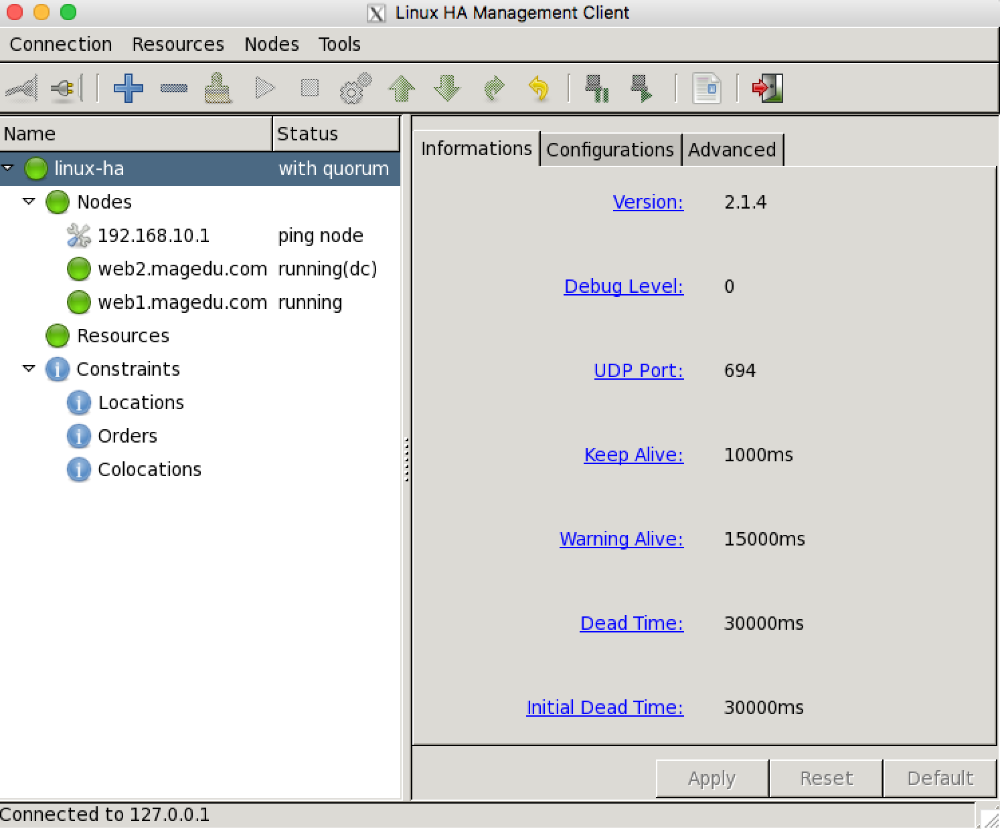 Linux HA Management Client
Connection Resources Nodes Tools
Name Status
linux-ha with quorum
Nodes
192.168.10.1 ping node
web2.magedu.com running(dc)
web1.magedu.com running
Resources
Constraints
Locations
Orders
Colocations
Informations Configurations Advanced
Version: 2.1.4
Debug Level: 0
UDP Port: 694
Keep Alive: 1000ms
Warning Alive: 15000ms
Dead Time: 30000ms
Initial Dead Time: 30000ms
Apply Reset Default
Connected to 127.0.0.1